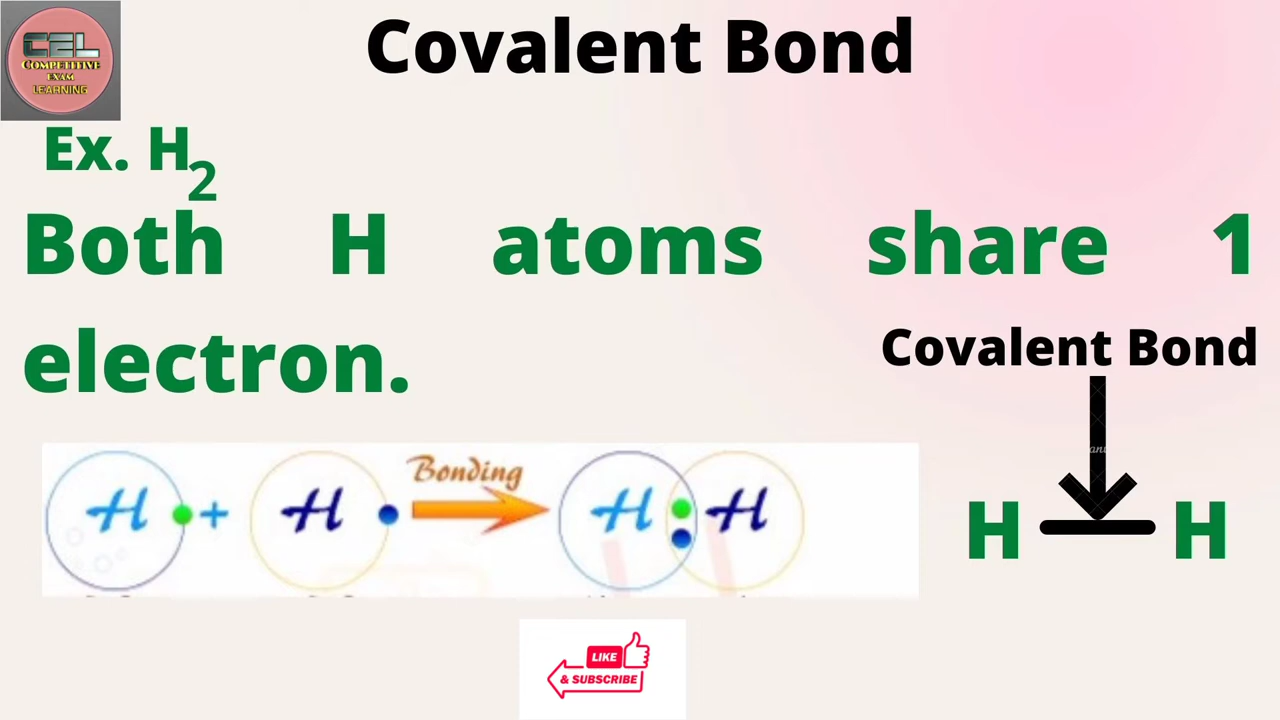 CEL
COMPETITIVE
EXAM
LEARNING
Covalent Bond
Ex. H₂
Both H atoms share 1
electron.
Covalent Bond
H + H Bonding H H
H H
LIKE
& SUBSCRIBE